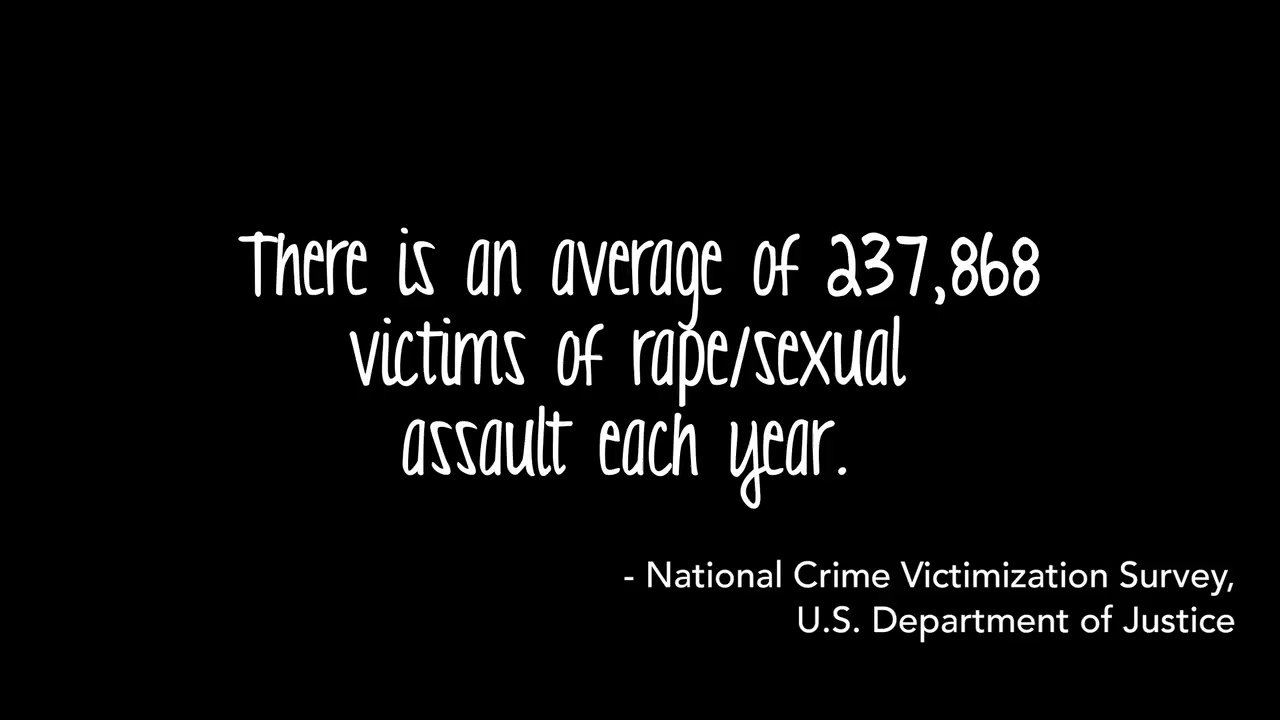 There is an average of 237,868
victims of rape/sexual
assault each year.
- National Crime Victimization Survey,
U.S. Department of Justice